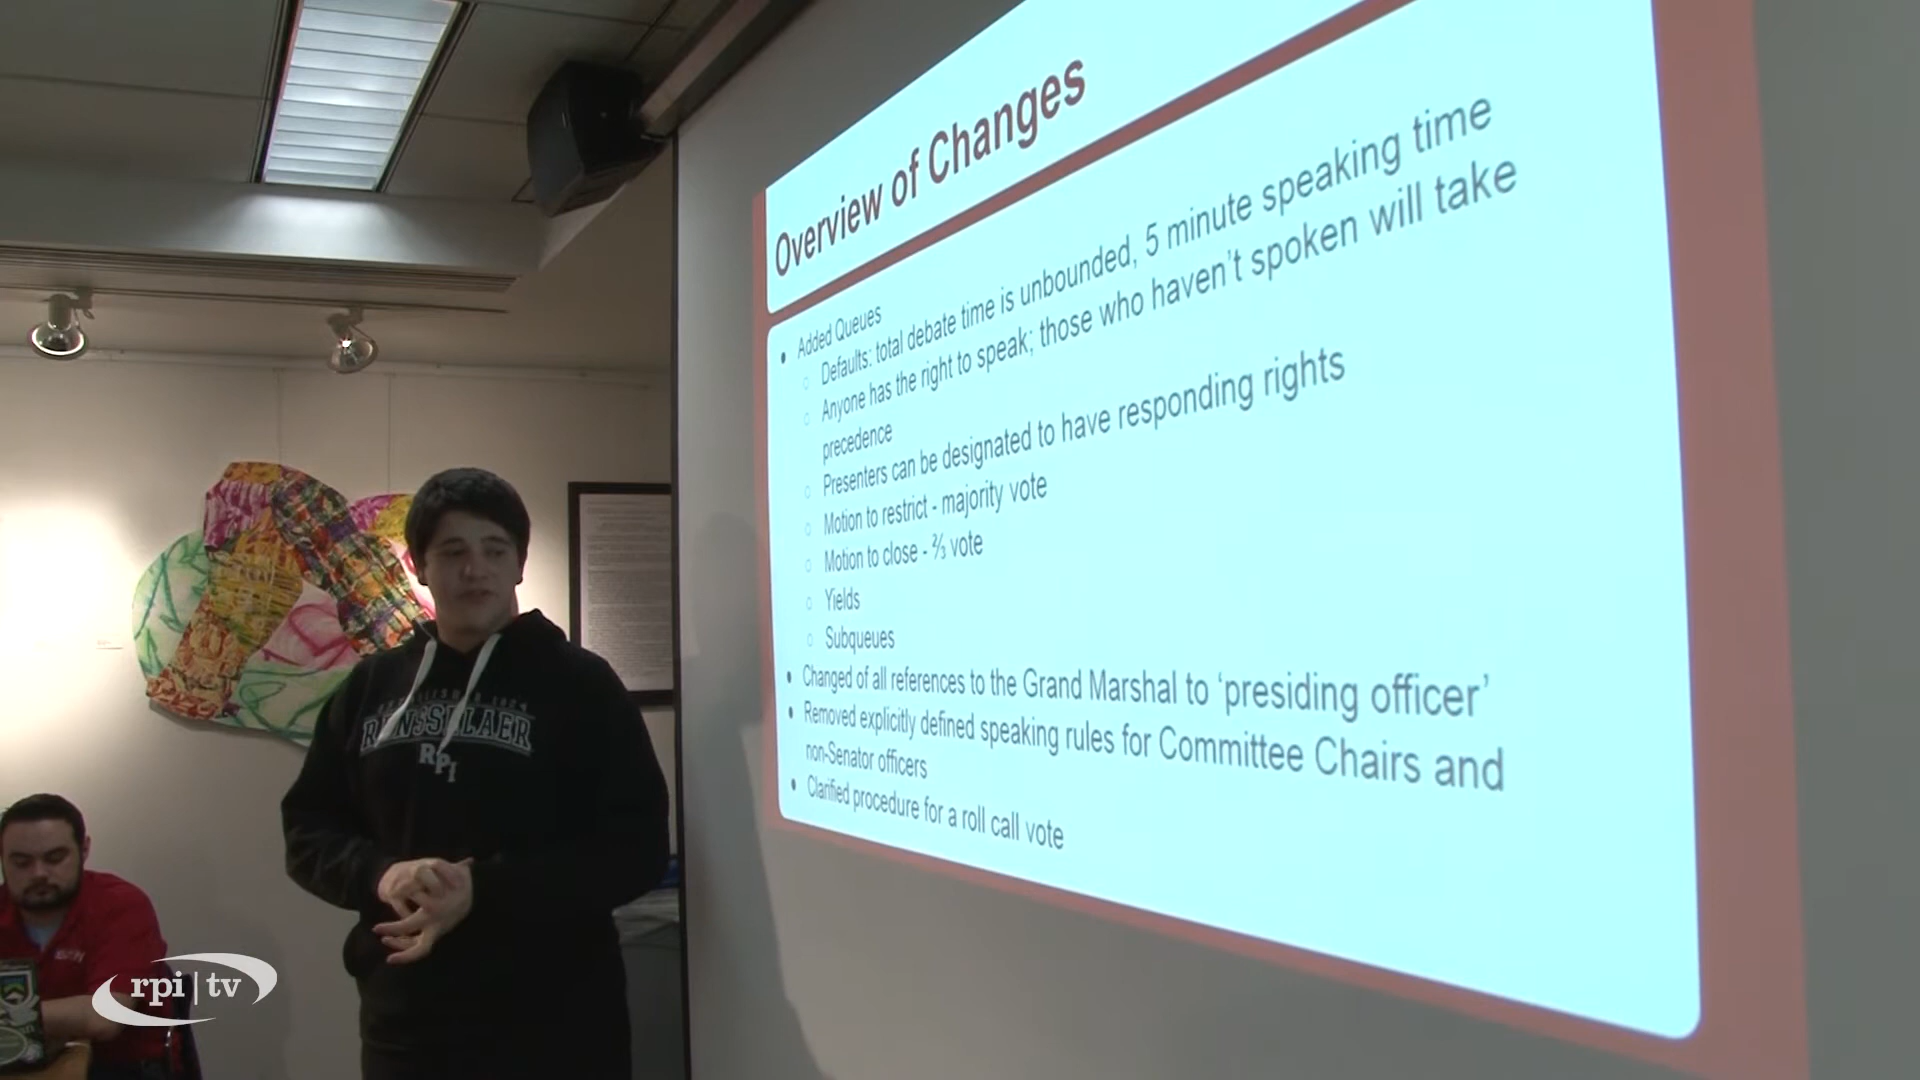 Overview of Changes
● Added Queues
○ Defaults: total debate time is unbounded, 5 minute speaking time
○ Anyone has the right to speak; those who haven't spoken will take
precedence
○ Presenters can be designated to have responding rights
○ Motion to restrict - majority vote
○ Motion to close - ⅔ vote
○ Yields
○ Subqueues
● Changed of all references to the Grand Marshal to ‘presiding officer’
● Removed explicitly defined speaking rules for Committee Chairs and
non-Senator officers
● Clarified procedure for a roll call vote
ESTABLISHED 1824
RENSSELAER
RPI
rpi|tv